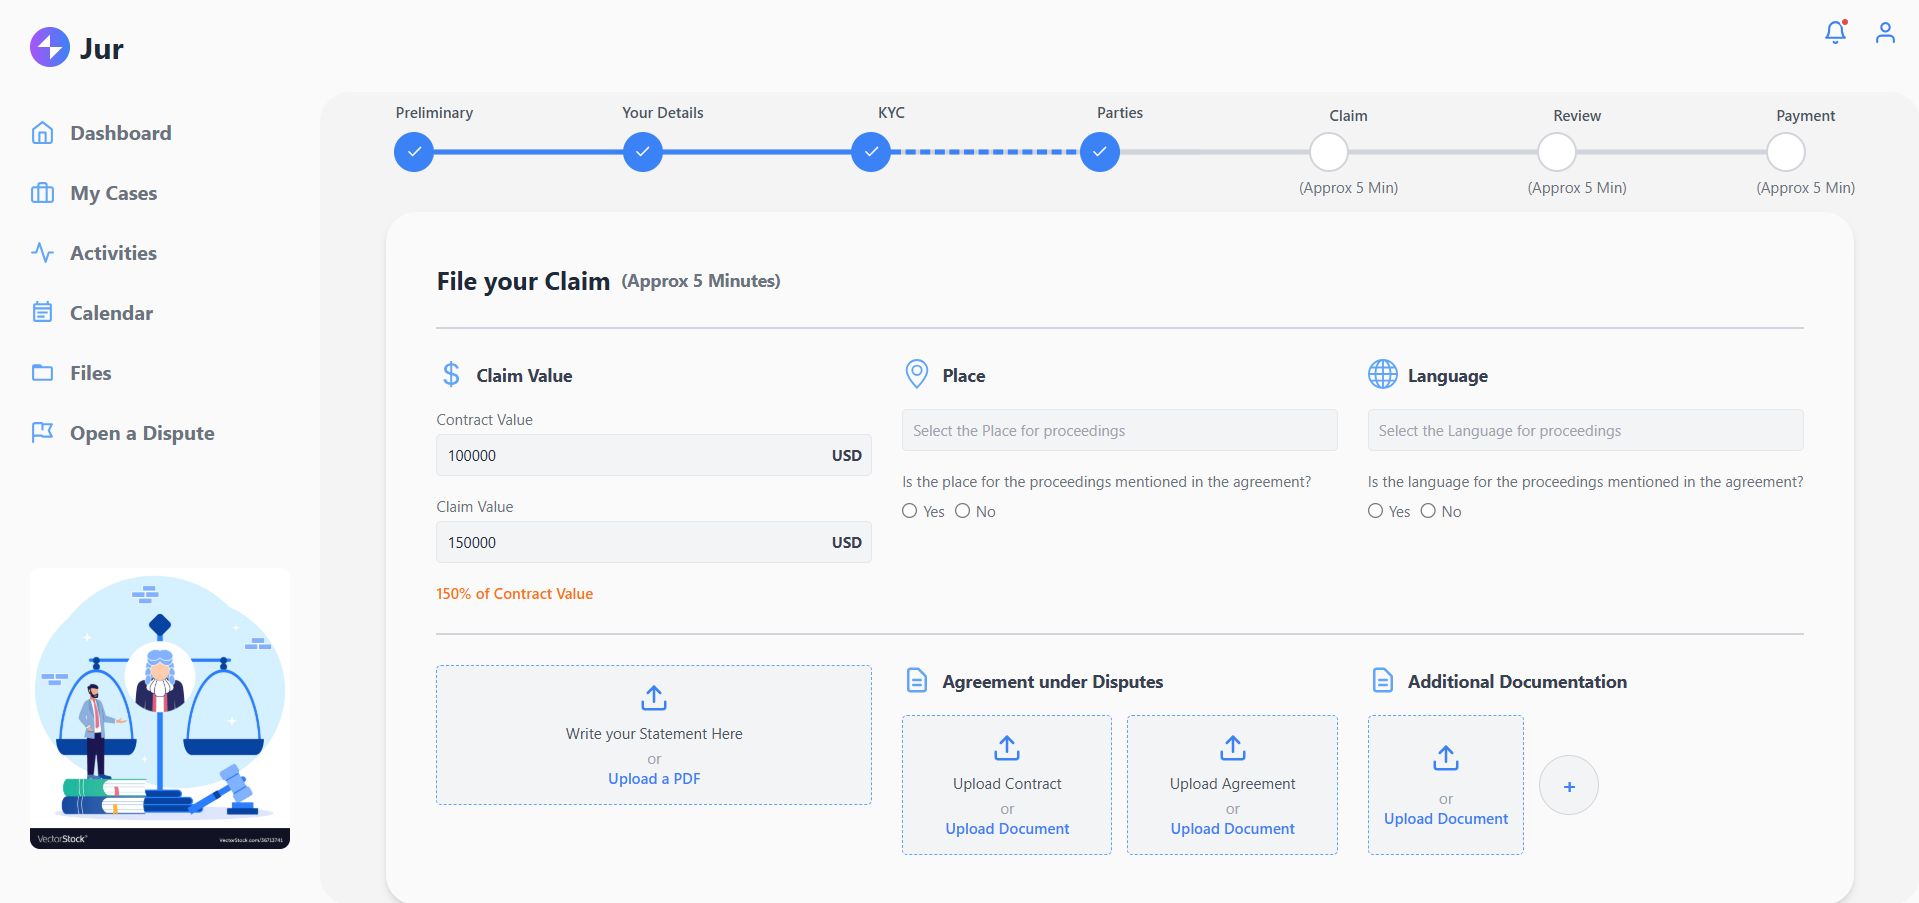 Jur
Dashboard
My Cases
Activities
Calendar
Files
Open a Dispute
VectorStock®
VectorStock.com/36713741
Preliminary
Your Details
KYC
Parties
Claim
Review
Payment
(Approx 5 Min)
(Approx 5 Min)
(Approx 5 Min)
File your Claim (Approx 5 Minutes)
$ Claim Value
Contract Value
100000 USD
Claim Value
150000 USD
150% of Contract Value
Place
Select the Place for proceedings
Is the place for the proceedings mentioned in the agreement?
Yes No
Language
Select the Language for proceedings
Is the language for the proceedings mentioned in the agreement?
Yes No
Write your Statement Here
or
Upload a PDF
Agreement under Disputes
Upload Contract
or
Upload Document
Upload Agreement
or
Upload Document
Additional Documentation
or
Upload Document
+